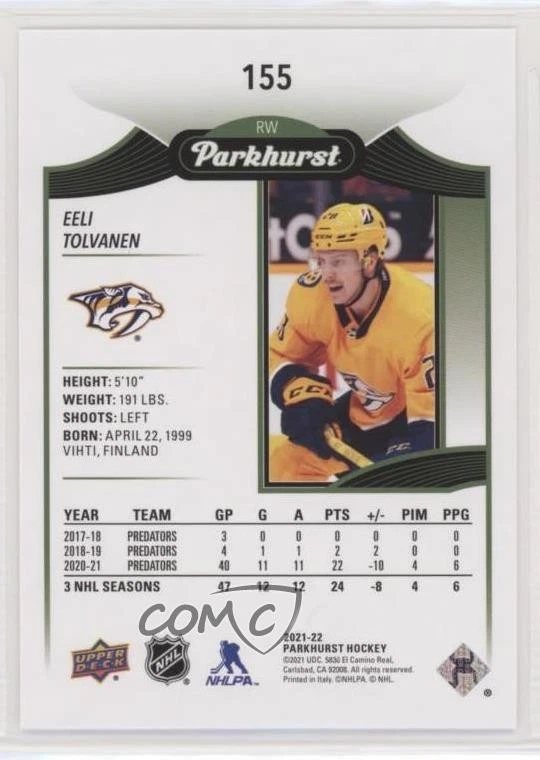 155
RW
Parkhurst
EELI
TOLVANEN
28
CCM
HEIGHT: 5'10"
WEIGHT: 191 LBS.
SHOOTS: LEFT
BORN: APRIL 22, 1999
VIHTI, FINLAND
YEAR TEAM GP G A PTS +/- PIM PPG
2017-18 PREDATORS 3 0 0 0 0 0 0
2018-19 PREDATORS 4 1 1 2 2 0 0
2020-21 PREDATORS 40 11 11 22 -10 4 6
3 NHL SEASONS 47 12 12 24 -8 4 6
COMC
UPPER
DECK
NHL
NHLPA
2021-22
PARKHURST HOCKEY
©2021 UDC. 5830 El Camino Real,
Carlsbad, CA 92008. All rights reserved.
Printed in Italy. ©NHLPA. © NHL.